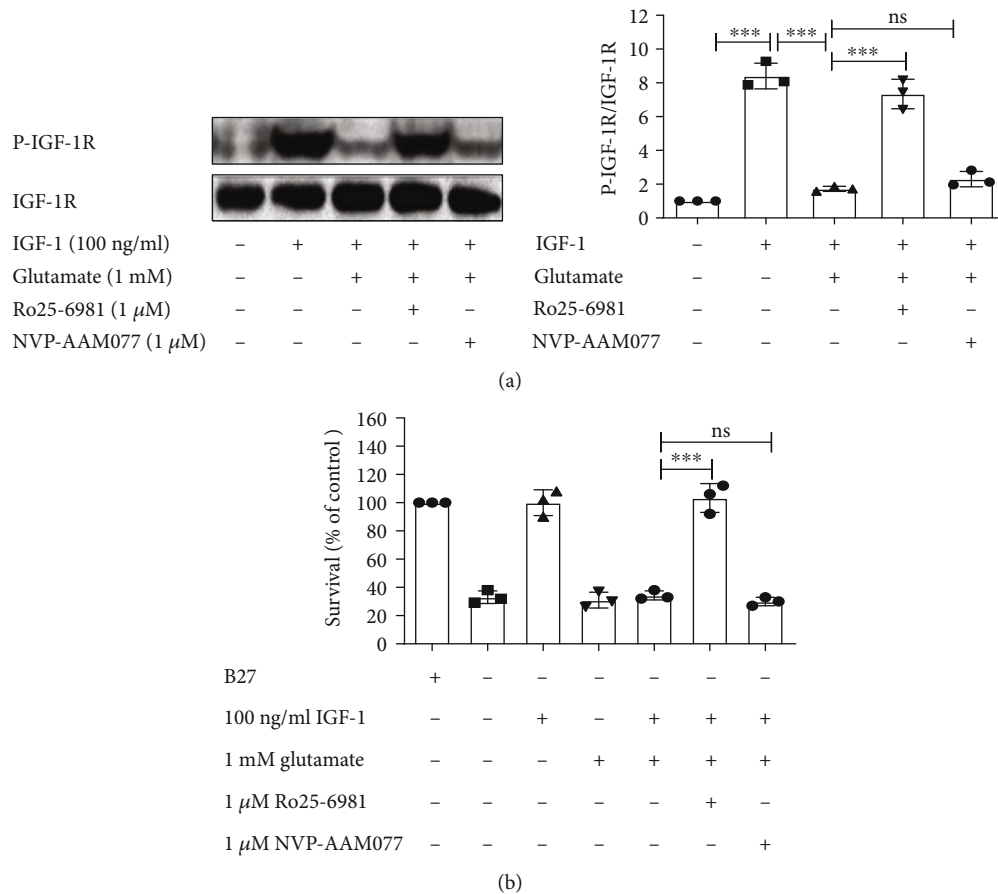 P-IGF-1R
IGF-1R
IGF-1 (100 ng/ml) – + + + +
Glutamate (1 mM) – – + + +
Ro25-6981 (1 μM) – – – + –
NVP-AAM077 (1 μM) – – – – +
P-IGF-1R/IGF-1R
12
10
8
6
4
2
0
ns
*** ***
***
IGF-1 – + + + +
Glutamate – – + + +
Ro25-6981 – – – + –
NVP-AAM077 – – – – +
(a)
Survival (% of control )
160
140
120
100
80
60
40
20
0
ns
***
B27 + – – – – – –
100 ng/ml IGF-1 – – + – + + +
1 mM glutamate – – – + + + +
1 μM Ro25-6981 – – – – – + –
1 μM NVP-AAM077 – – – – – – +
(b)